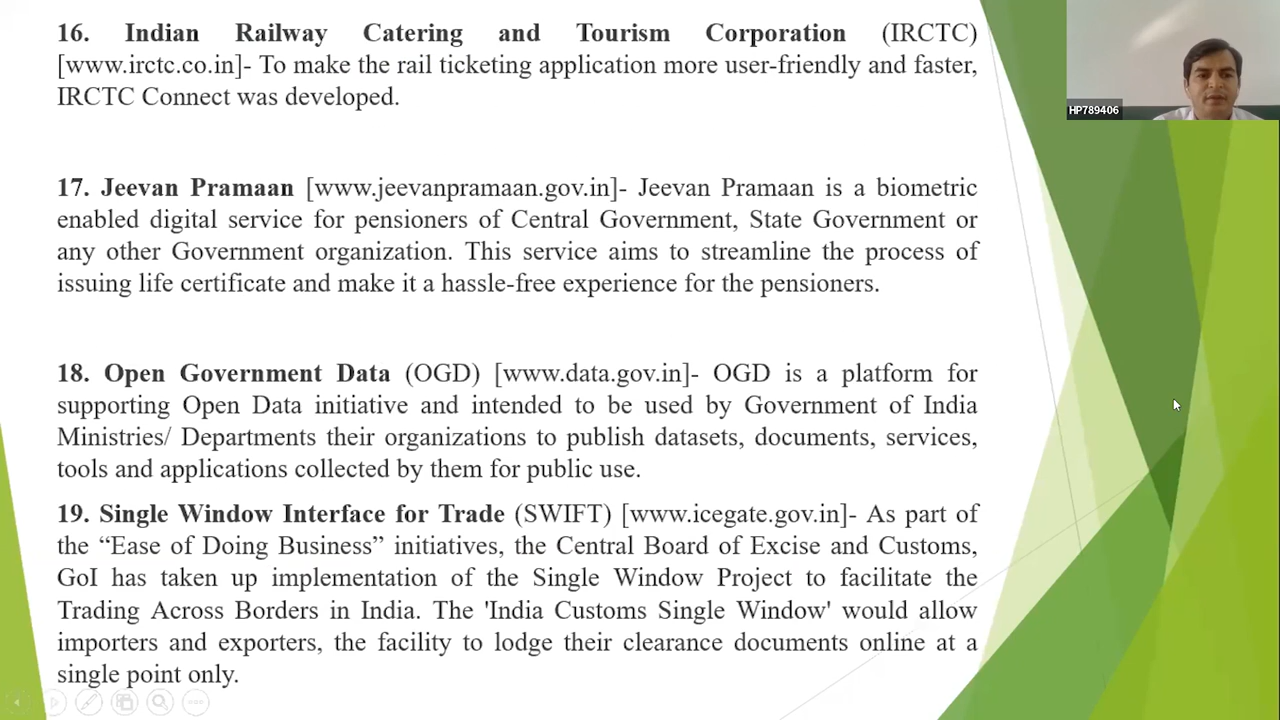 16. Indian Railway Catering and Tourism Corporation (IRCTC)
[www.irctc.co.in]- To make the rail ticketing application more user-friendly and faster,
IRCTC Connect was developed.
HP789406
17. Jeevan Pramaan [www.jeevanpramaan.gov.in]- Jeevan Pramaan is a biometric
enabled digital service for pensioners of Central Government, State Government or
any other Government organization. This service aims to streamline the process of
issuing life certificate and make it a hassle-free experience for the pensioners.
18. Open Government Data (OGD) [www.data.gov.in]- OGD is a platform for
supporting Open Data initiative and intended to be used by Government of India
Ministries/ Departments their organizations to publish datasets, documents, services,
tools and applications collected by them for public use.
19. Single Window Interface for Trade (SWIFT) [www.icegate.gov.in]- As part of
the “Ease of Doing Business” initiatives, the Central Board of Excise and Customs,
GoI has taken up implementation of the Single Window Project to facilitate the
Trading Across Borders in India. The 'India Customs Single Window' would allow
importers and exporters, the facility to lodge their clearance documents online at a
single point only.